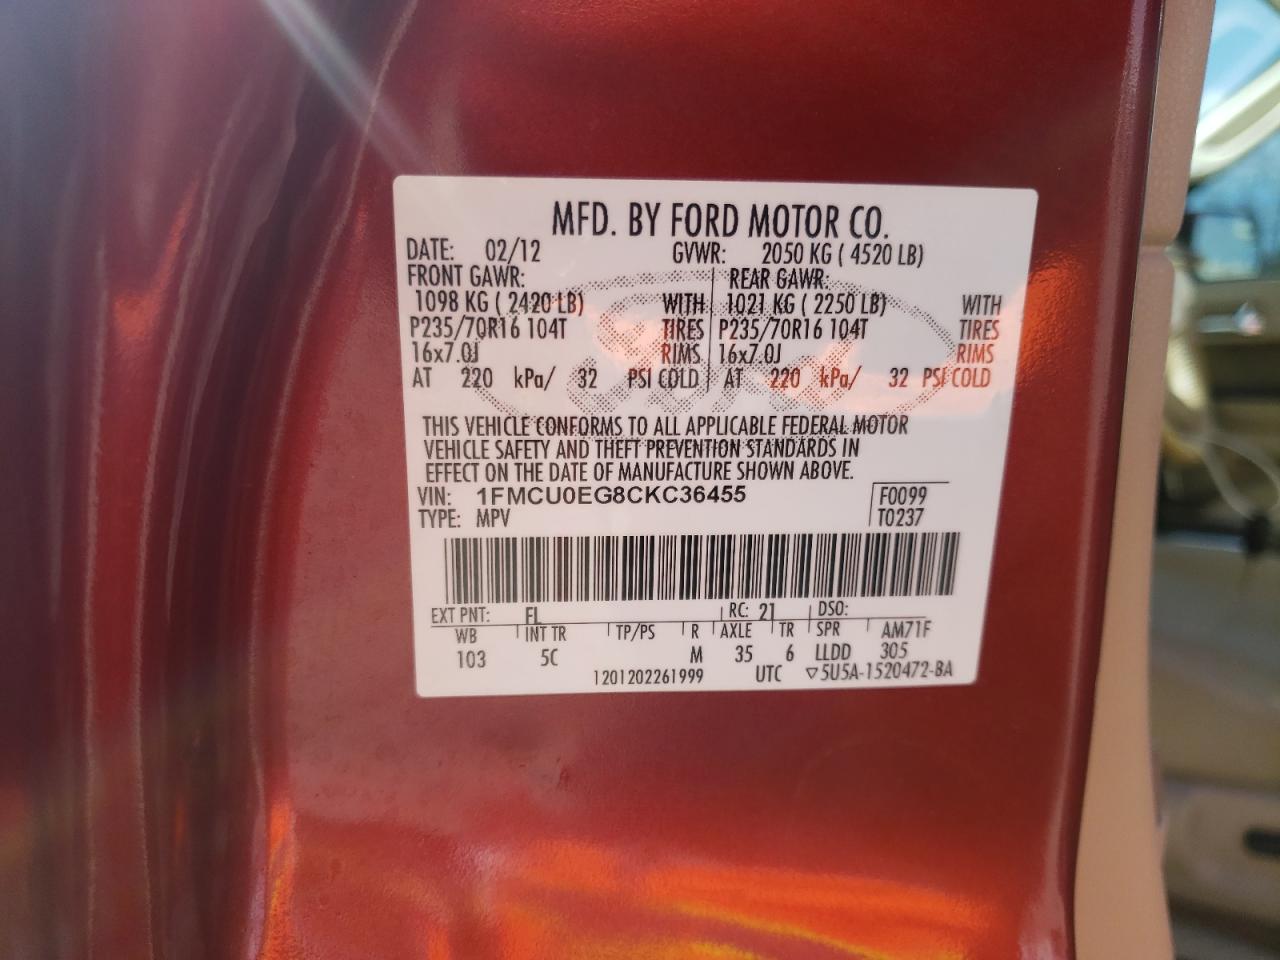 MFD. BY FORD MOTOR CO.
DATE: 02/12 GVWR: 2050 KG ( 4520 LB)
FRONT GAWR: REAR GAWR:
1098 KG ( 2420 LB) WITH 1021 KG ( 2250 LB) WITH
P235/70R16 104T TIRES P235/70R16 104T TIRES
16x7.0J RIMS 16x7.0J RIMS
AT 220 kPa/ 32 PSI COLD AT 220 kPa/ 32 PSI COLD
THIS VEHICLE CONFORMS TO ALL APPLICABLE FEDERAL MOTOR
VEHICLE SAFETY AND THEFT PREVENTION STANDARDS IN
EFFECT ON THE DATE OF MANUFACTURE SHOWN ABOVE.
VIN: 1FMCU0EG8CKC36455 F0099
TYPE: MPV T0237
EXT PNT: FL RC: 21 DSO:
WB INT TR TP/PS R AXLE TR SPR AM71F
103 5C M 35 6 LLDD 305
1201202261999 UTC ▽5U5A-1520472-BA